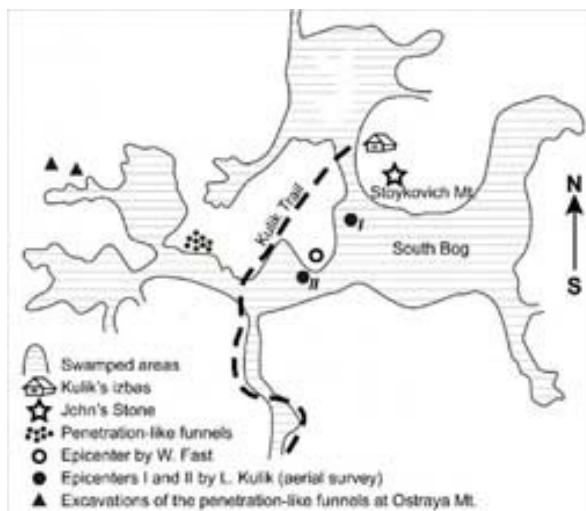 Kulik Trail
Stoykovich Mt.
I
South Bog
II
N
S
Swamped areas
Kulik's izbas
John's Stone
Penetration-like funnels
Epicenter by W. Fast
Epicenters I and II by L. Kulik (aerial survey)
Excavations of the penetration-like funnels at Ostraya Mt.